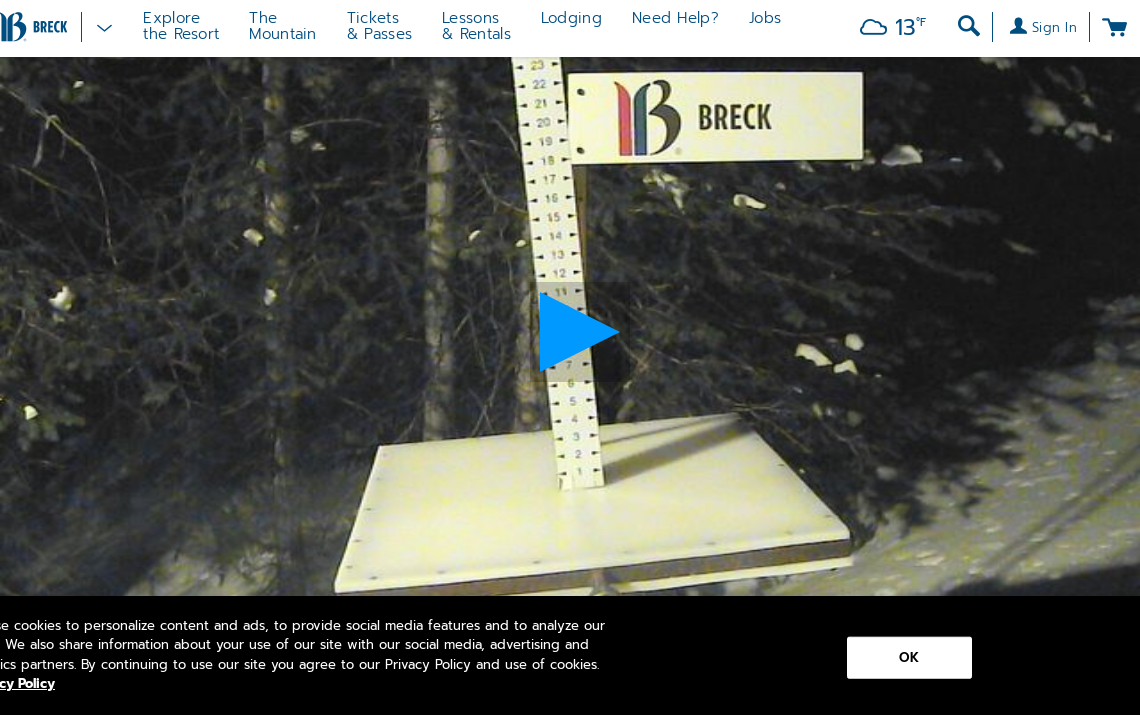 BRECK
Explore
the Resort
The
Mountain
Tickets
& Passes
Lessons
& Rentals
Lodging
Need Help?
Jobs
13°F
Sign In
23
22
21
20
19
18
17
16
15
14
13
12
11
7
6
5
4
3
2
1
BRECK
se cookies to personalize content and ads, to provide social media features and to analyze our
We also share information about your use of our site with our social media, advertising and
ics partners. By continuing to use our site you agree to our Privacy Policy and use of cookies.
cy Policy
OK